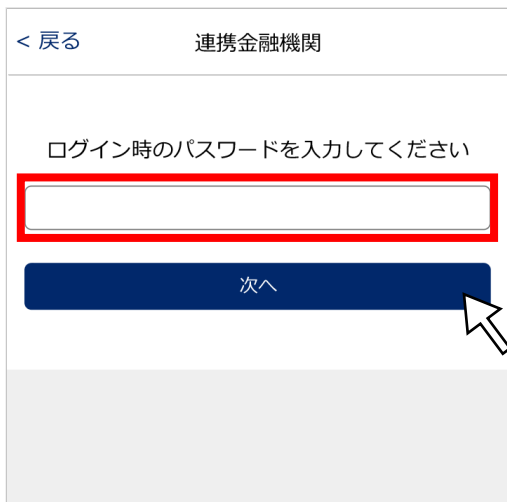 < 戻る 連携金融機関
ログイン時のパスワードを入力してください
次へ